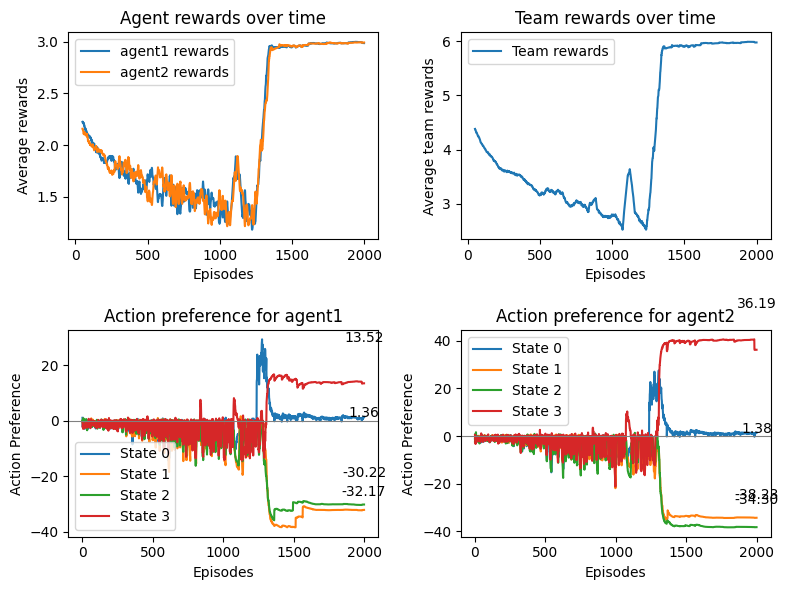 Agent rewards over time
Team rewards over time
3.0
2.5
2.0
1.5
Average rewards
agent1 rewards
agent2 rewards
0
500
1000
1500
2000
Episodes
6
5
4
3
Average team rewards
Team rewards
0
500
1000
1500
2000
Episodes
Action preference for agent1
20
0
−20
−40
Action Preference
13.52
1.36
-30.22
-32.17
State 0
State 1
State 2
State 3
0
500
1000
1500
2000
Episodes
Action preference for agent2
40
20
0
−20
−40
Action Preference
36.19
1.38
-38.23
-34.30
State 0
State 1
State 2
State 3
0
500
1000
1500
2000
Episodes